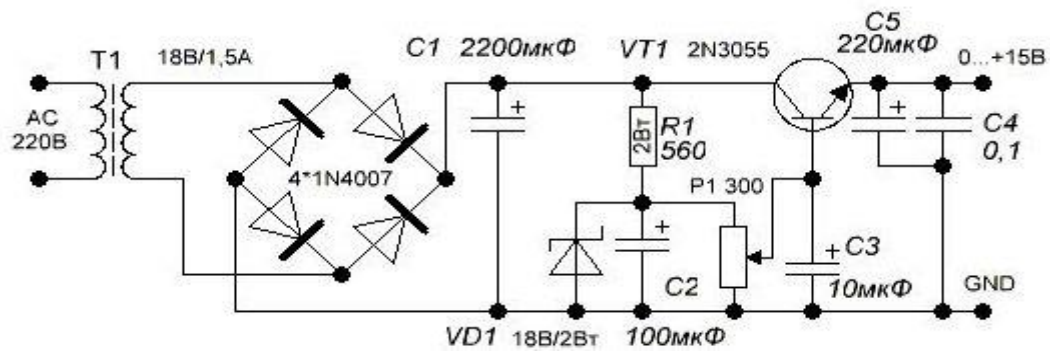 T1
18В/1,5А
AC
220В
4*1N4007
C1 2200мкФ
VT1
2N3055
C5
220мкФ
0...+15В
+
+
2Вт
R1
560
C4
0,1
P1 300
+
C2
+
C3
10мкФ
GND
VD1
18В/2Вт
100мкФ